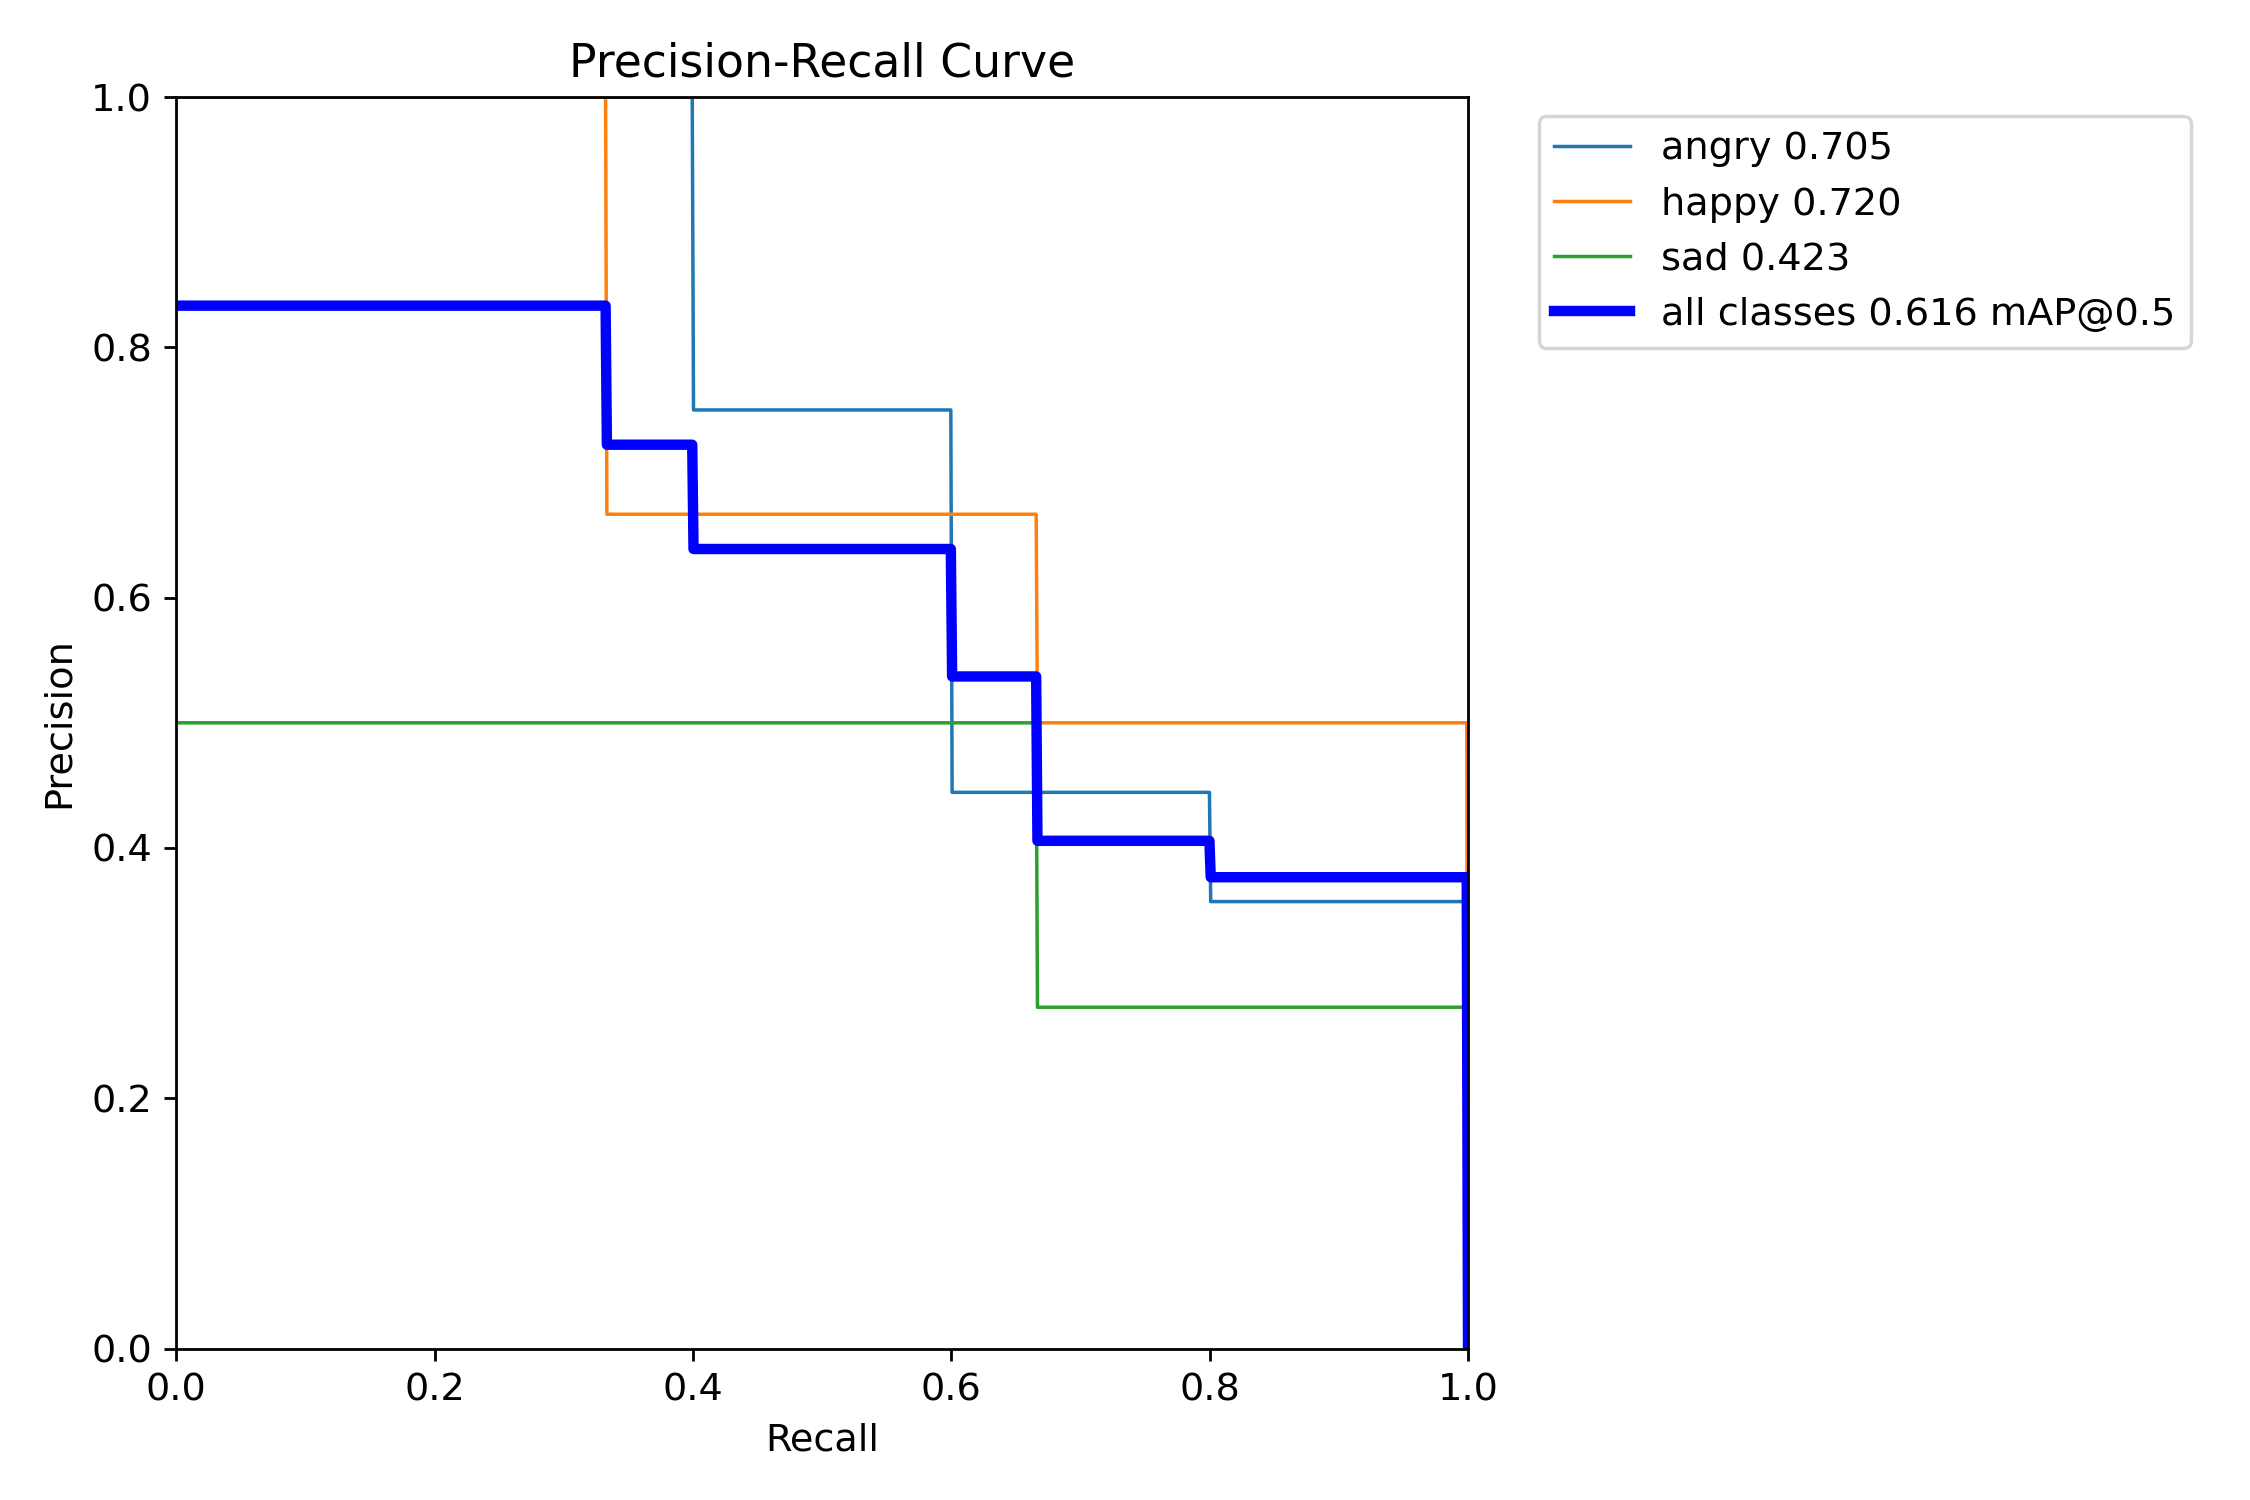 Precision-Recall Curve
1.0
0.8
0.6
0.4
0.2
0.0
Precision
0.0 0.2 0.4 0.6 0.8 1.0
Recall
angry 0.705
happy 0.720
sad 0.423
all classes 0.616 mAP@0.5